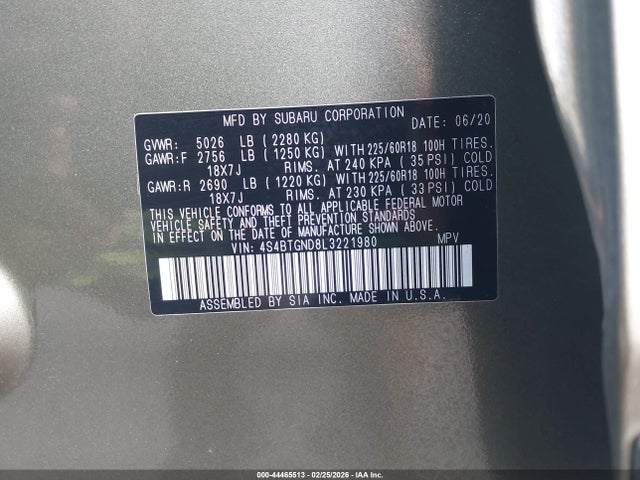 MFD BY SUBARU CORPORATION DATE: 06/20
GVWR: 5026 LB (2280 KG)
GAWR:F 2756 LB (1250 KG) WITH 225/60R18 100H TIRES.
18X7J RIMS. AT 240 KPA (35 PSI) COLD
GAWR:R 2690 LB (1220 KG) WITH 225/60R18 100H TIRES.
18X7J RIMS. AT 230 KPA (33 PSI) COLD
THIS VEHICLE CONFORMS TO ALL APPLICABLE FEDERAL MOTOR
VEHICLE SAFETY AND THEFT PREVENTION STANDARDS
IN EFFECT ON THE DATE OF MANUFACTURE SHOWN ABOVE.
VIN: 4S4BTGND8L3221980 MPV
ASSEMBLED BY SIA INC. MADE IN U.S.A.
000-44465513 - 02/25/2026 - IAA Inc.